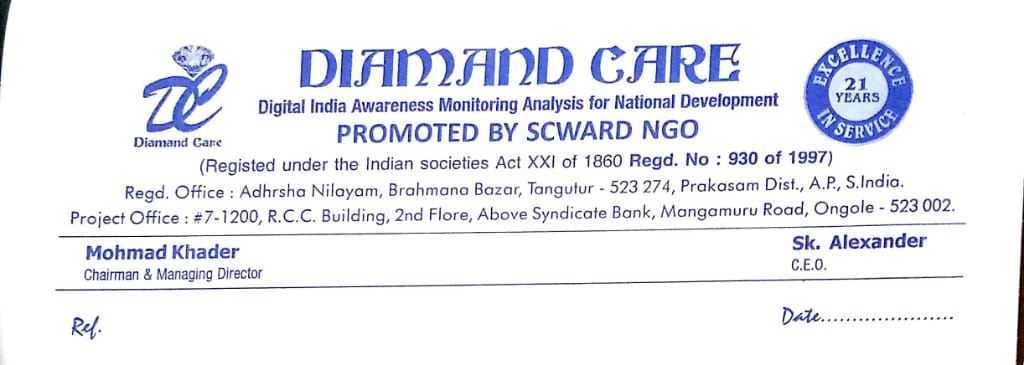 DIAMAND CARE
Digital India Awareness Monitoring Analysis for National Development
PROMOTED BY SCWARD NGO
(Registed under the Indian societies Act XXI of 1860 Regd. No : 930 of 1997)
Regd. Office : Adhrsha Nilayam, Brahmana Bazar, Tangutur - 523 274, Prakasam Dist., A.P., S.India.
Project Office : #7-1200, R.C.C. Building, 2nd Flore, Above Syndicate Bank, Mangamuru Road, Ongole - 523 002.
DC
Diamand Care
EXCELLENCE
21
YEARS
IN SERVICE
Mohmad Khader
Chairman & Managing Director
Sk. Alexander
C.E.O.
Ref.
Date.....................